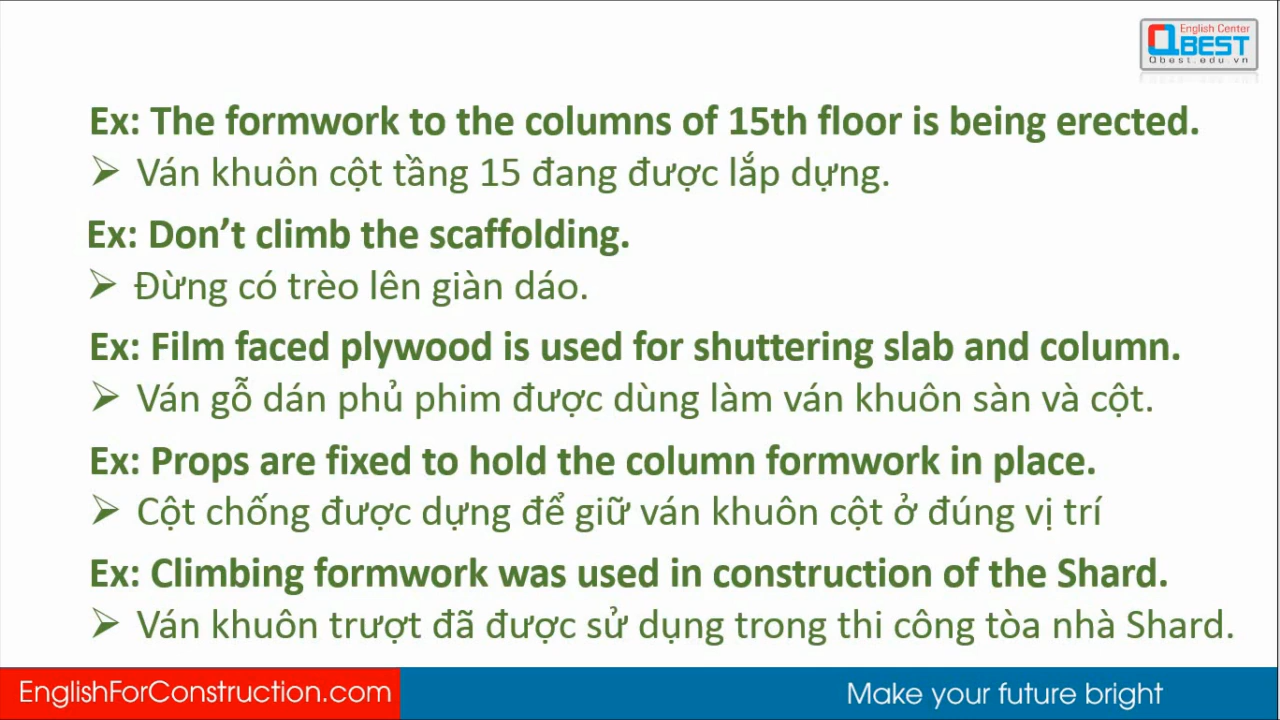 English Center
QBEST
Qbest.edu.vn
Ex: The formwork to the columns of 15th floor is being erected.
Ván khuôn cột tầng 15 đang được lắp dựng.
Ex: Don’t climb the scaffolding.
Đừng có trèo lên giàn dáo.
Ex: Film faced plywood is used for shuttering slab and column.
Ván gỗ dán phủ phim được dùng làm ván khuôn sàn và cột.
Ex: Props are fixed to hold the column formwork in place.
Cột chống được dựng để giữ ván khuôn cột ở đúng vị trí
Ex: Climbing formwork was used in construction of the Shard.
Ván khuôn trượt đã được sử dụng trong thi công tòa nhà Shard.
EnglishForConstruction.com
Make your future bright